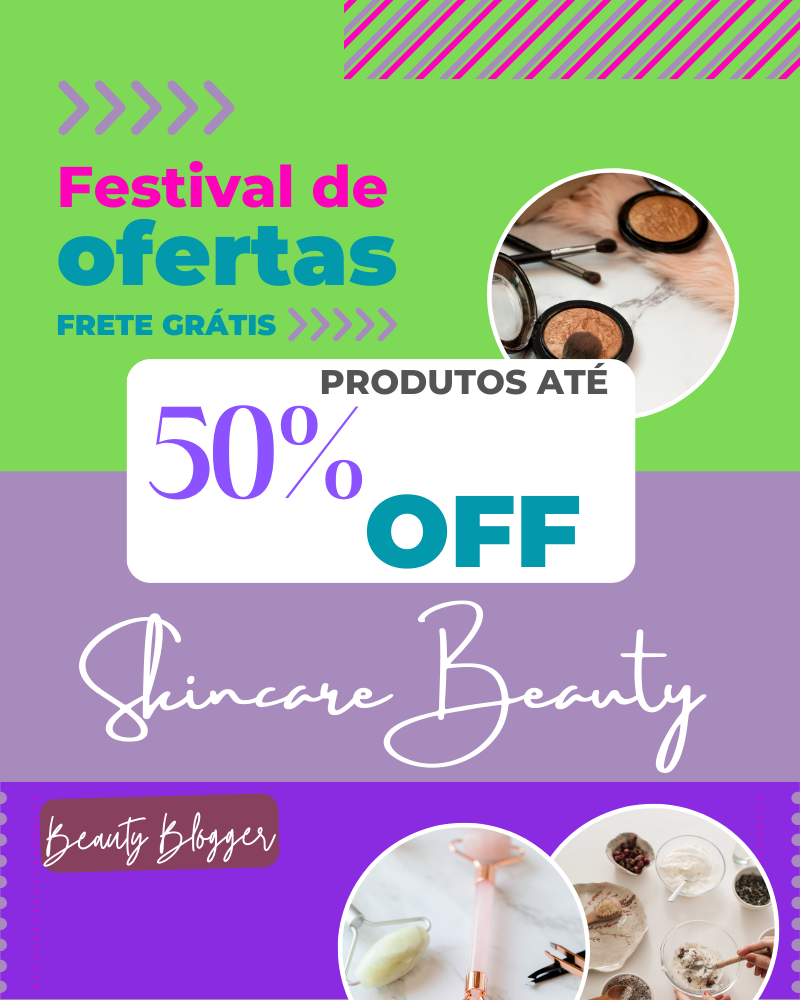 Festival de
ofertas
FRETE GRÁTIS
PRODUTOS ATÉ
50%
OFF
Skincare Beauty
Beauty Blogger